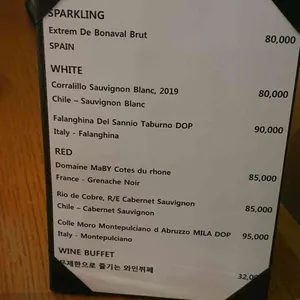 SPARKLING
Extrem De Bonaval Brut 80,000
SPAIN
WHITE
Corralillo Sauvignon Blanc, 2019 80,000
Chile – Sauvignon Blanc
Falanghina Del Sannio Taburno DOP 90,000
Italy - Falanghina
RED
Domaine MaBY Cotes du rhone 85,000
France - Grenache Noir
Rio de Cobre, R/E Cabernet Sauvignon 85,000
Chile – Cabernet Sauvignon
Colle Moro Montepulciano d Abruzzo MILA DOP 95,000
Italy - Montepulciano
WINE BUFFET
무제한으로 즐기는 와인뷔페